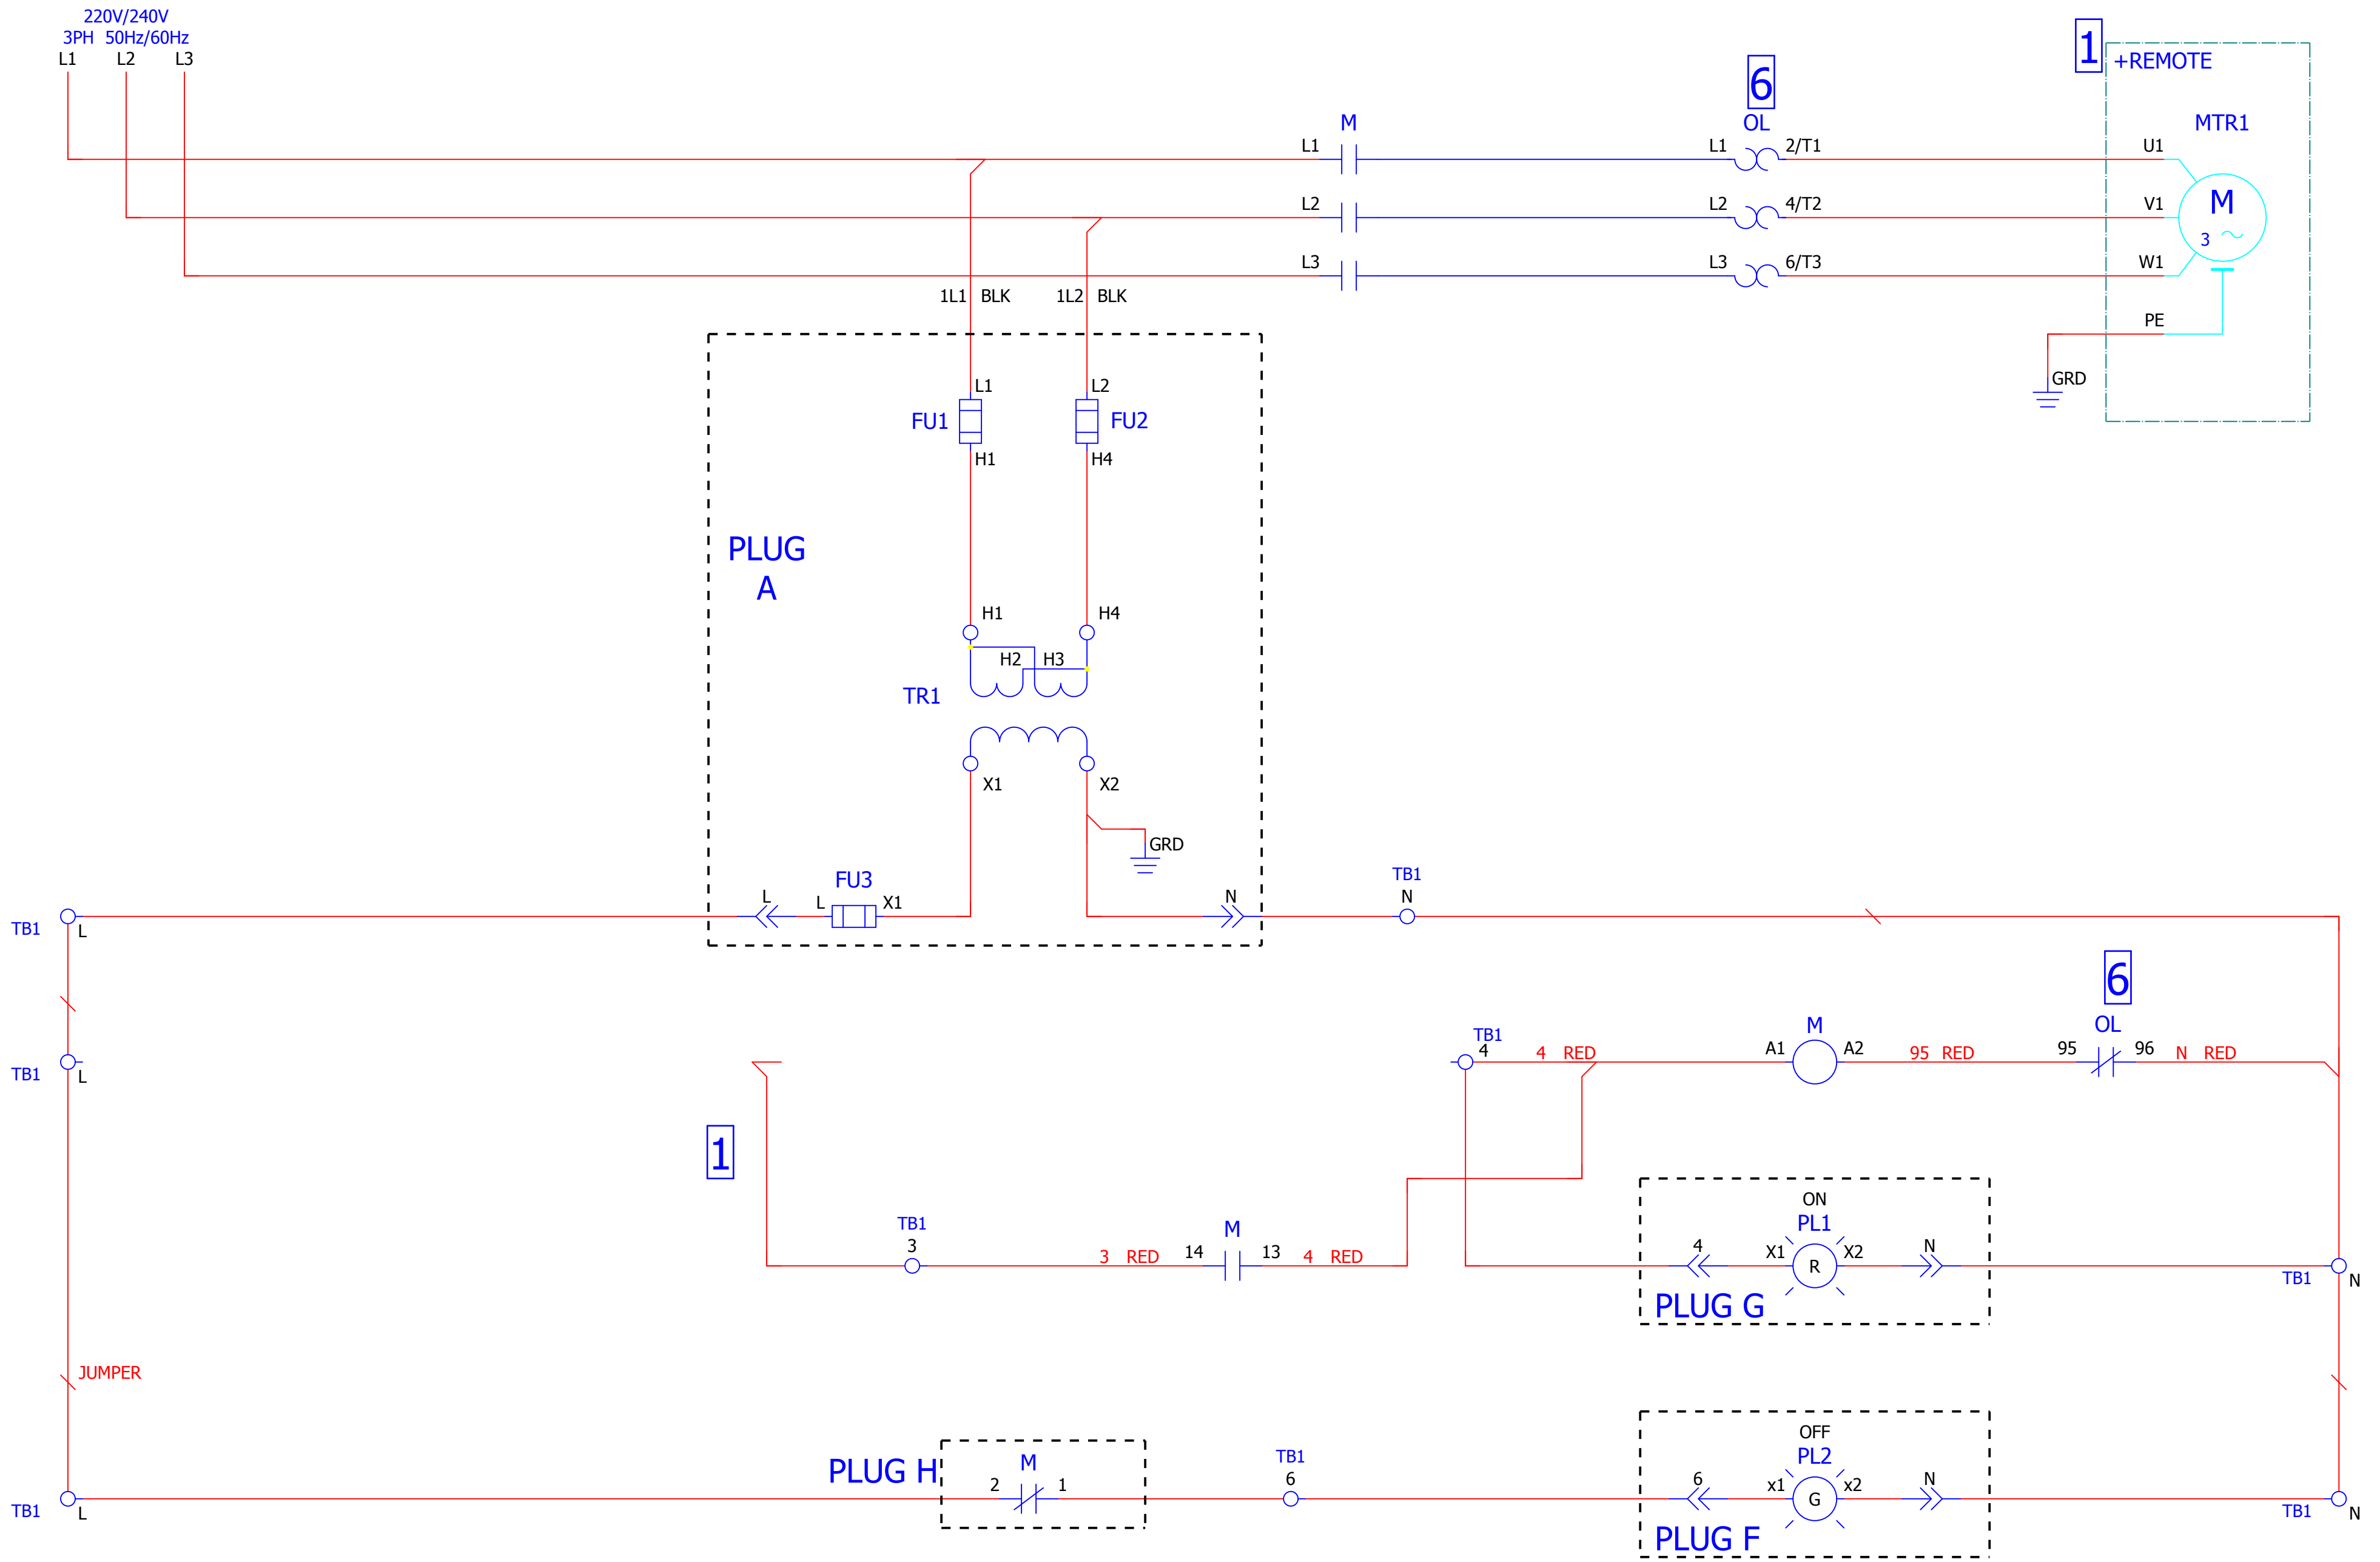 220V/240V
3PH 50Hz/60Hz
L1 L2 L3
1
+REMOTE
6
M
OL
MTR1
L1
L1
2/T1
U1
L2
L2
4/T2
V1
M
3
L3
L3
6/T3
W1
1L1 BLK
1L2 BLK
PE
GRD
L1
L2
FU1
FU2
H1
H4
PLUG
A
H1
H4
H2 H3
TR1
X1
X2
GRD
FU3
L
L
X1
N
TB1
N
TB1
L
6
OL
TB1
4
4 RED
M
A1
A2
95 RED
95
96
N RED
TB1
L
1
TB1
3
3 RED
M
14
13
4 RED
ON
PL1
4
X1
R
X2
N
PLUG G
TB1
N
JUMPER
PLUG H
M
2
1
TB1
6
OFF
PL2
6
x1
G
x2
N
PLUG F
TB1
L
TB1
N